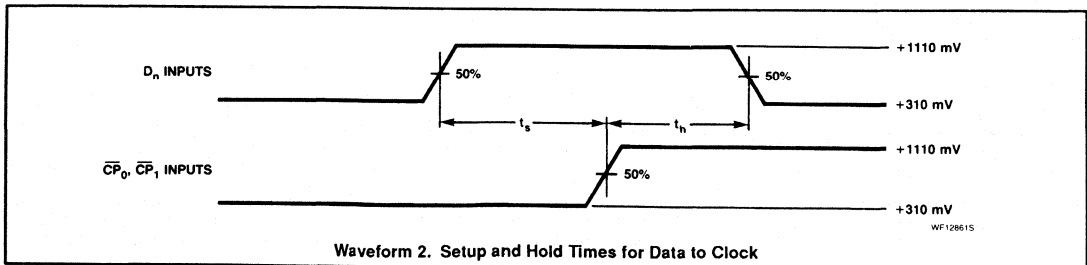 +1110 mV
Dn INPUTS
50%
50%
+310 mV
ts
th
+1110 mV
CP0, CP1 INPUTS
50%
+310 mV
WF12861S
Waveform 2. Setup and Hold Times for Data to Clock